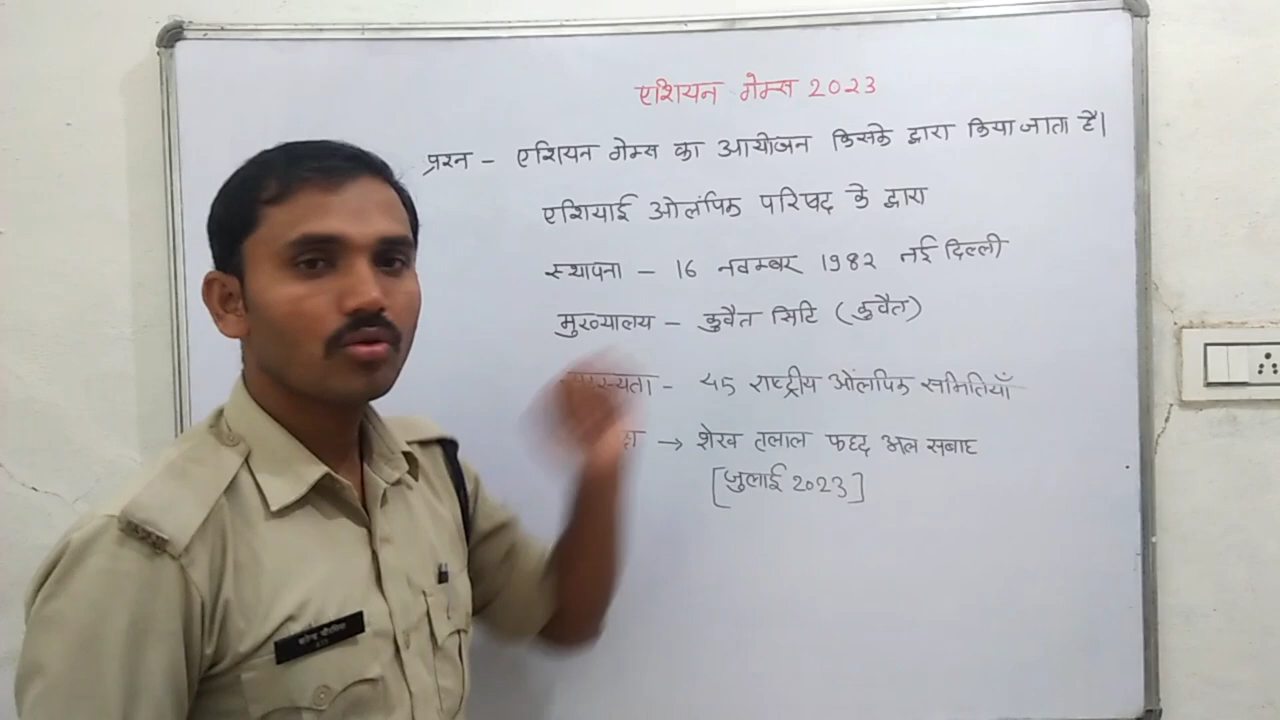 एशियन गेम्स 2023
प्रश्न - एशियन गेम्स का आयोजन किसके द्वारा किया जाता है।
एशियाई ओलंपिक परिषद के द्वारा
स्थापना - 16 नवम्बर 1982 नई दिल्ली
मुख्यालय - कुवैत सिटि (कुवैत)
- 45 राष्ट्रीय ओंलपिक समितियाँ
→ शेख तलाल फहद अल सबाह
[जुलाई 2023]